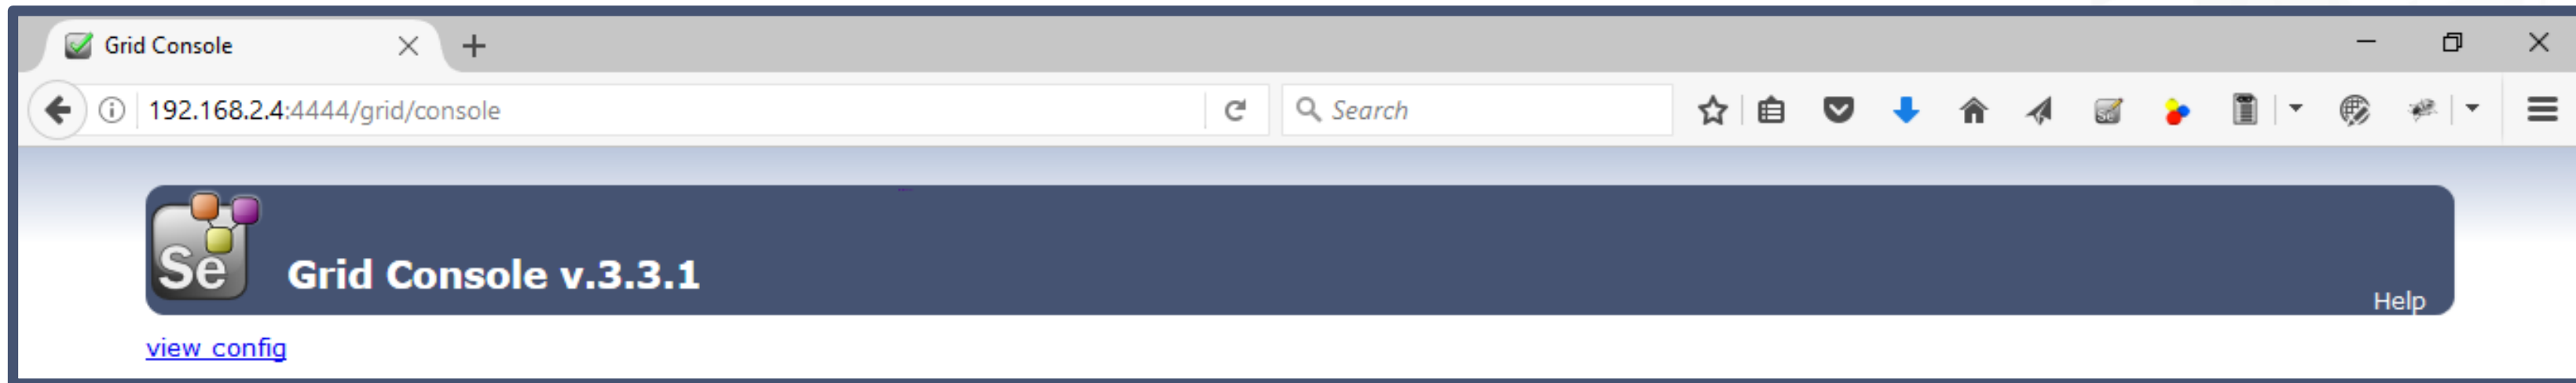 Grid Console
192.168.2.4:4444/grid/console
Search
Se
Grid Console v.3.3.1
Help
view config